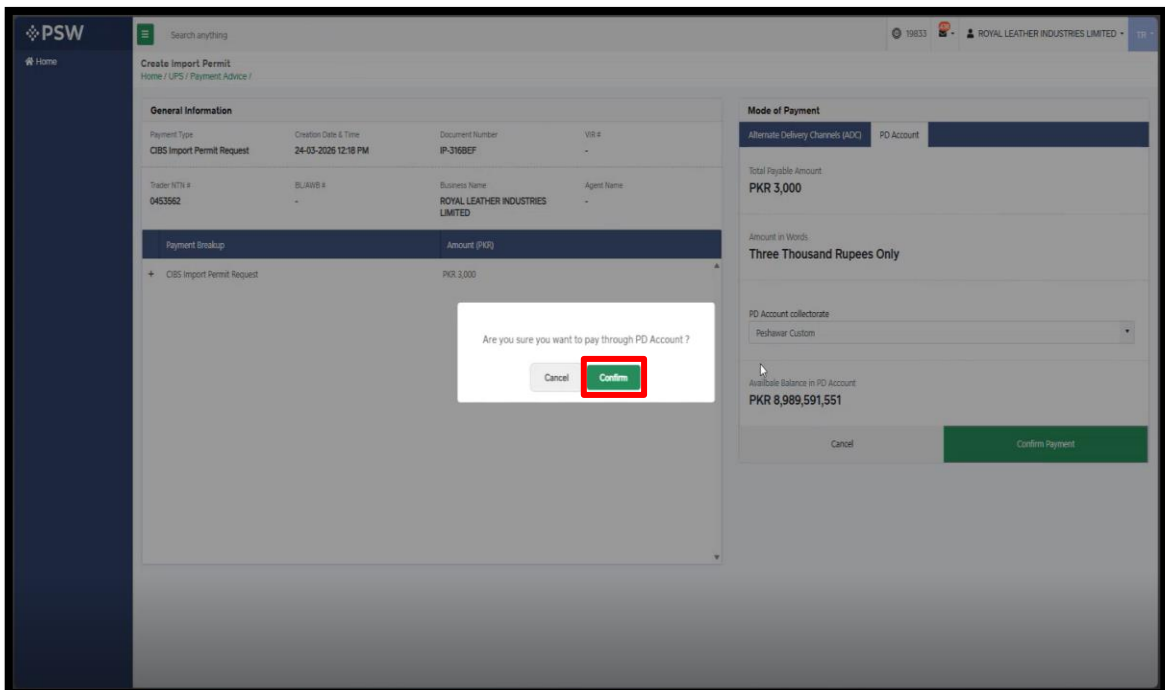 PSW
Search anything
19833
ROYAL LEATHER INDUSTRIES LIMITED
TR
Home
Create Import Permit
Home / UPS / Payment Advice /
General Information
Payment Type
Creation Date & Time
Document Number
VIR #
CIBS Import Permit Request
24-03-2026 12:18 PM
IP-316BEF
-
Trader NTN #
BL/AWB #
Business Name
Agent Name
0453562
-
ROYAL LEATHER INDUSTRIES
LIMITED
-
Payment Breakup
Amount (PKR)
+ CIBS Import Permit Request
PKR 3,000
Are you sure you want to pay through PD Account ?
Cancel
Confirm
Mode of Payment
Alternate Delivery Channels (ADC)
PD Account
Total Payable Amount
PKR 3,000
Amount in Words
Three Thousand Rupees Only
PD Account collectorate
Peshawar Custom
Availbale Balance in PD Account
PKR 8,989,591,551
Cancel
Confirm Payment